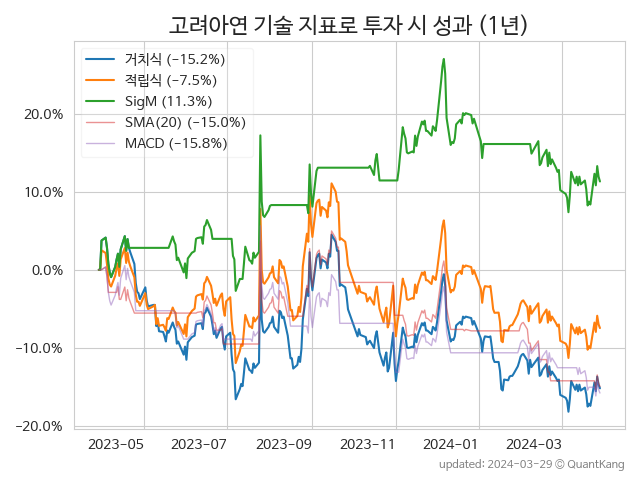 고려아연 기술 지표로 투자 시 성과 (1년)
거치식 (−15.2%)
적립식 (−7.5%)
SigM (11.3%)
SMA(20) (−15.0%)
MACD (−15.8%)
20.0%
10.0%
0.0%
−10.0%
−20.0%
2023−05 2023−07 2023−09 2023−11 2024−01 2024−03
updated: 2024−03−29 © QuantKang